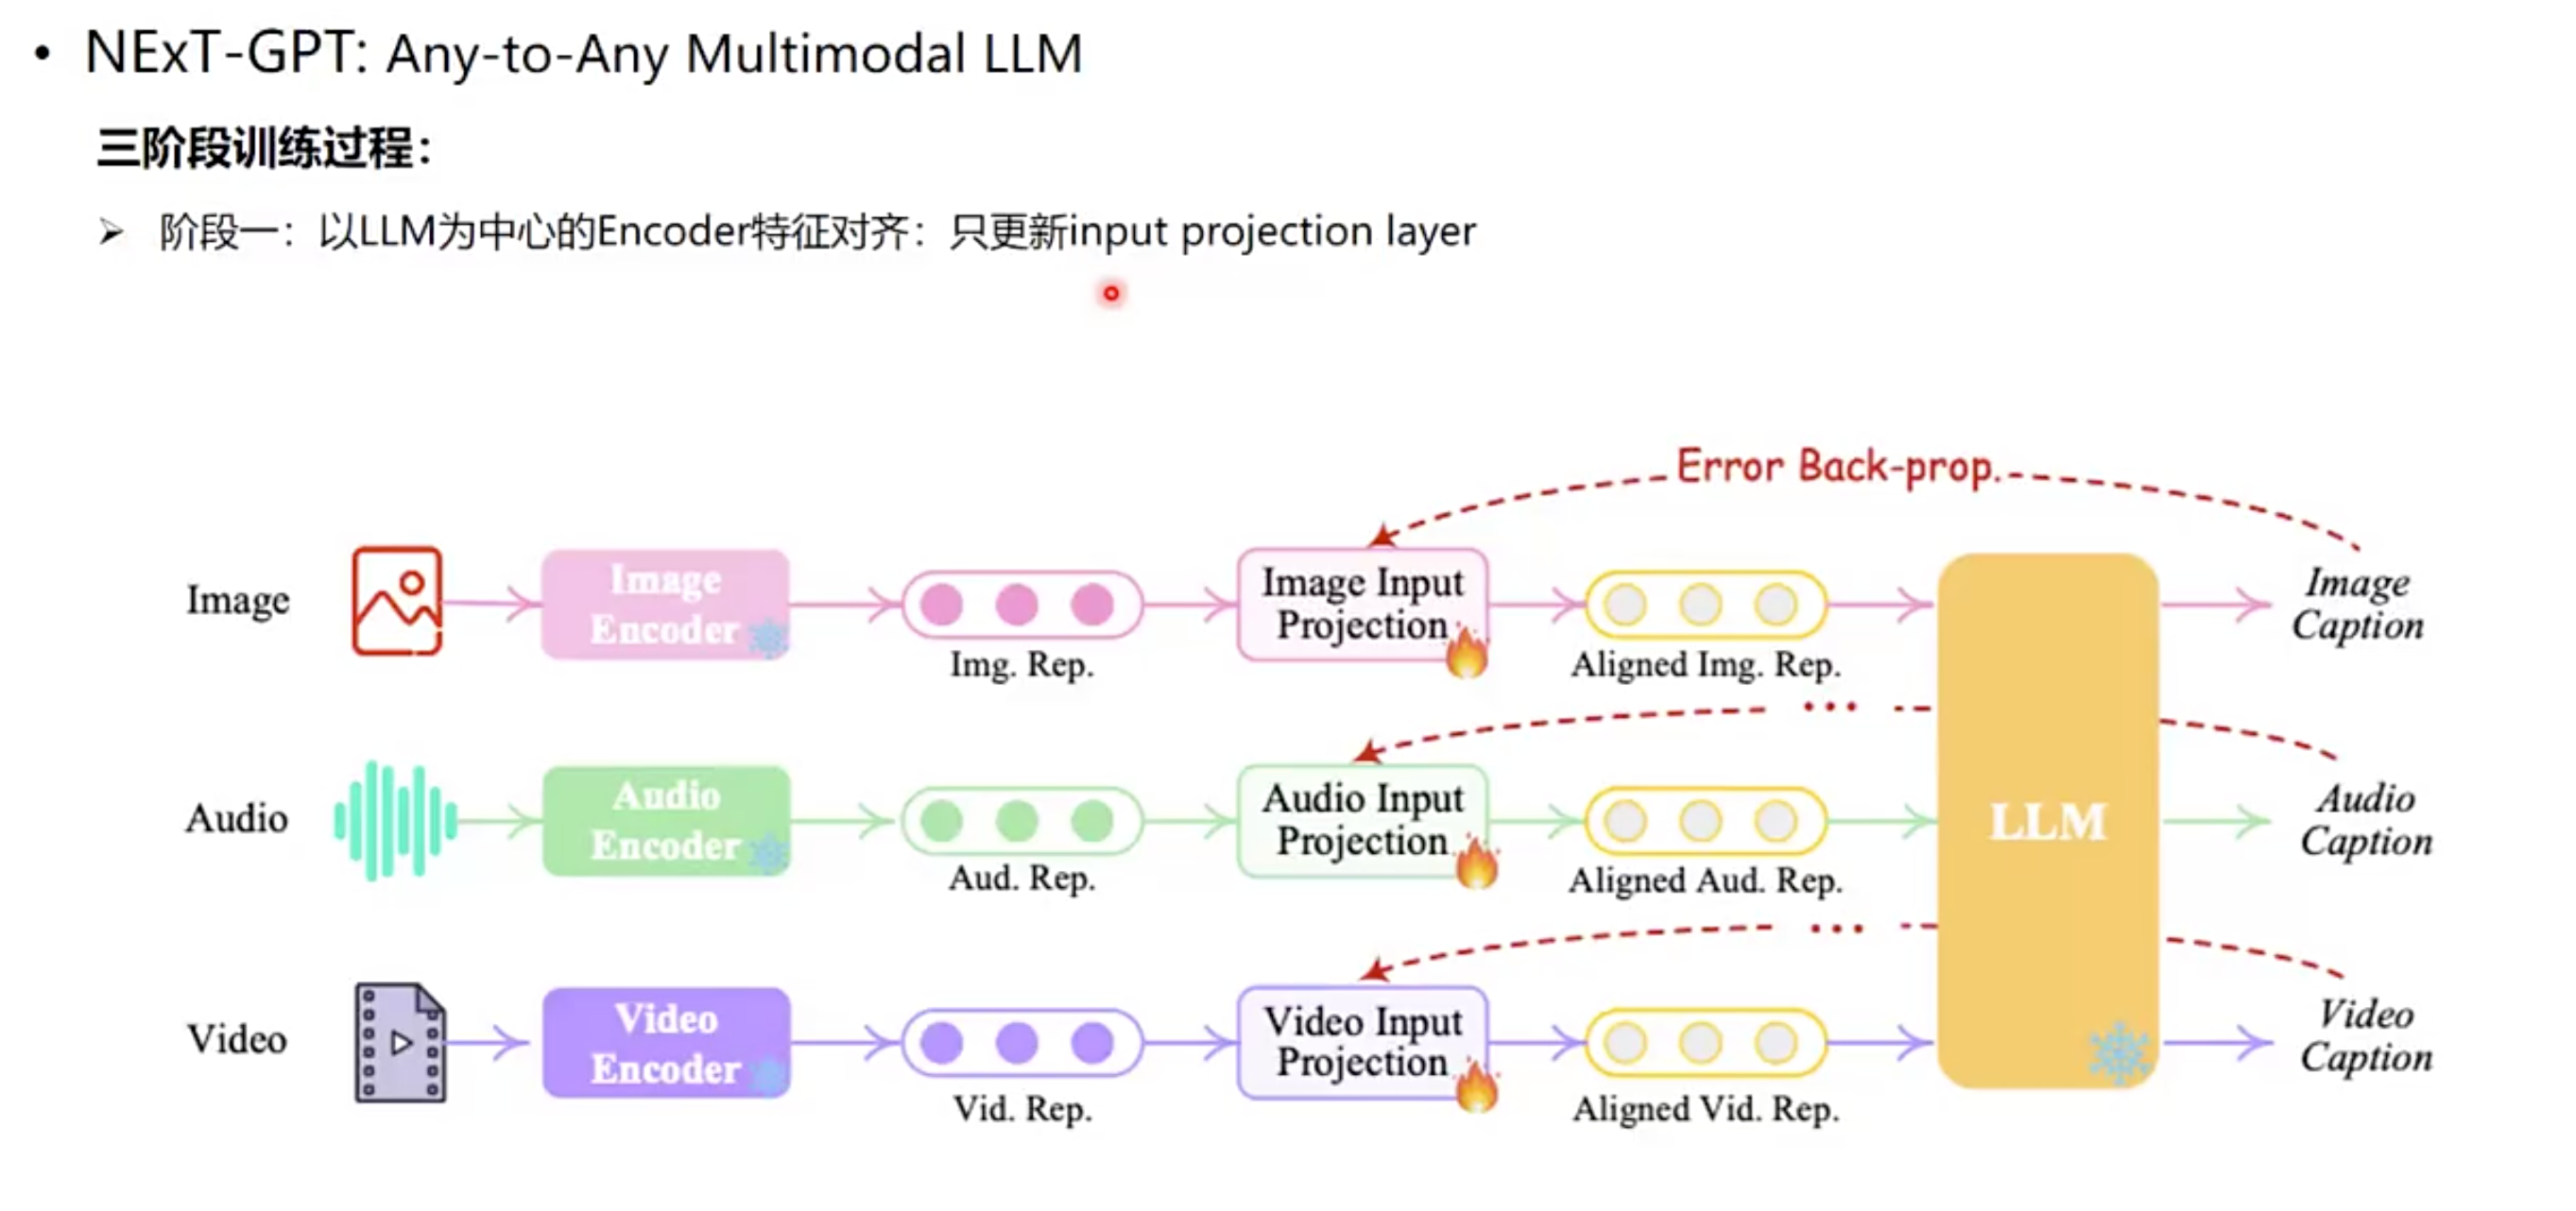 • NExT-GPT: Any-to-Any Multimodal LLM
三阶段训练过程：
➢ 阶段一：以LLM为中心的Encoder特征对齐：只更新input projection layer
Error Back-prop.
Image
Image
Encoder
Img. Rep.
Image Input
Projection
Aligned Img. Rep.
Image
Caption
...
Audio
Audio
Encoder
Aud. Rep.
Audio Input
Projection
Aligned Aud. Rep.
LLM
Audio
Caption
...
Video
Video
Encoder
Vid. Rep.
Video Input
Projection
Aligned Vid. Rep.
Video
Caption